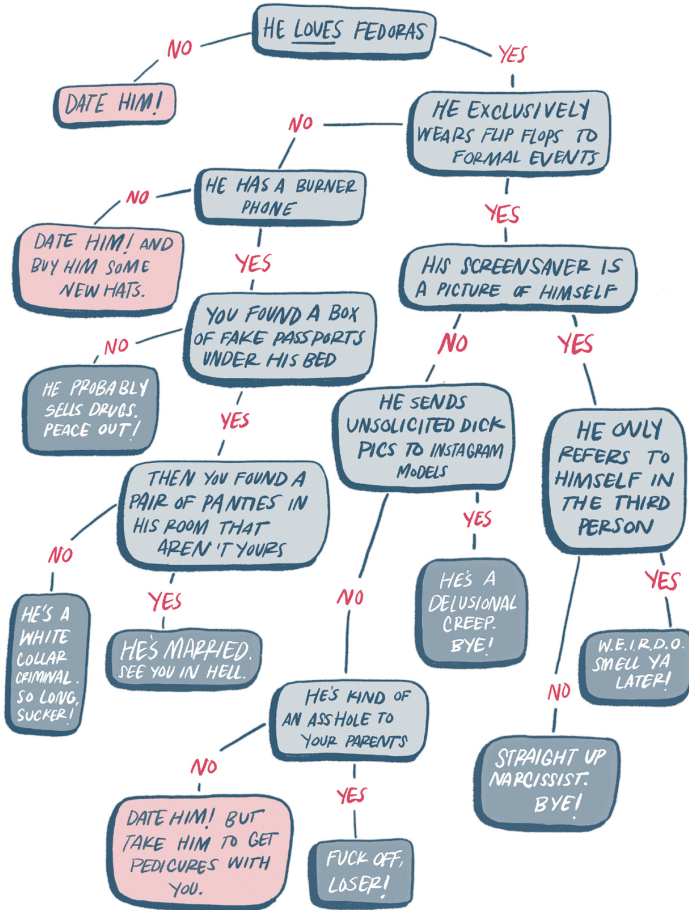 HE LOVES FEDORAS
NO
YES
DATE HIM!
HE EXCLUSIVELY
WEARS FLIP FLOPS TO
FORMAL EVENTS
NO
HE HAS A BURNER
PHONE
NO
YES
DATE HIM! AND
BUY HIM SOME
NEW HATS.
YES
HIS SCREENSAVER IS
A PICTURE OF HIMSELF
YOU FOUND A BOX
OF FAKE PASSPORTS
UNDER HIS BED
NO
NO
YES
HE PROBABLY
SELLS DRUGS.
PEACE OUT!
YES
HE SENDS
UNSOLICITED DICK
PICS TO INSTAGRAM
MODELS
HE ONLY
REFERS TO
HIMSELF IN
THE THIRD
PERSON
THEN YOU FOUND A
PAIR OF PANTIES IN
HIS ROOM THAT
AREN'T YOURS
YES
NO
YES
NO
YES
HE'S A
WHITE
COLLAR
CRIMINAL.
SO LONG,
SUCKER!
HE'S MARRIED.
SEE YOU IN HELL.
HE'S A
DELUSIONAL
CREEP.
BYE!
W.E.I.R.D.O.
SMELL YA
LATER!
HE'S KIND OF
AN ASSHOLE TO
YOUR PARENTS
NO
NO
YES
STRAIGHT UP
NARCISSIST.
BYE!
DATE HIM! BUT
TAKE HIM TO GET
PEDICURES WITH
YOU.
FUCK OFF,
LOSER!